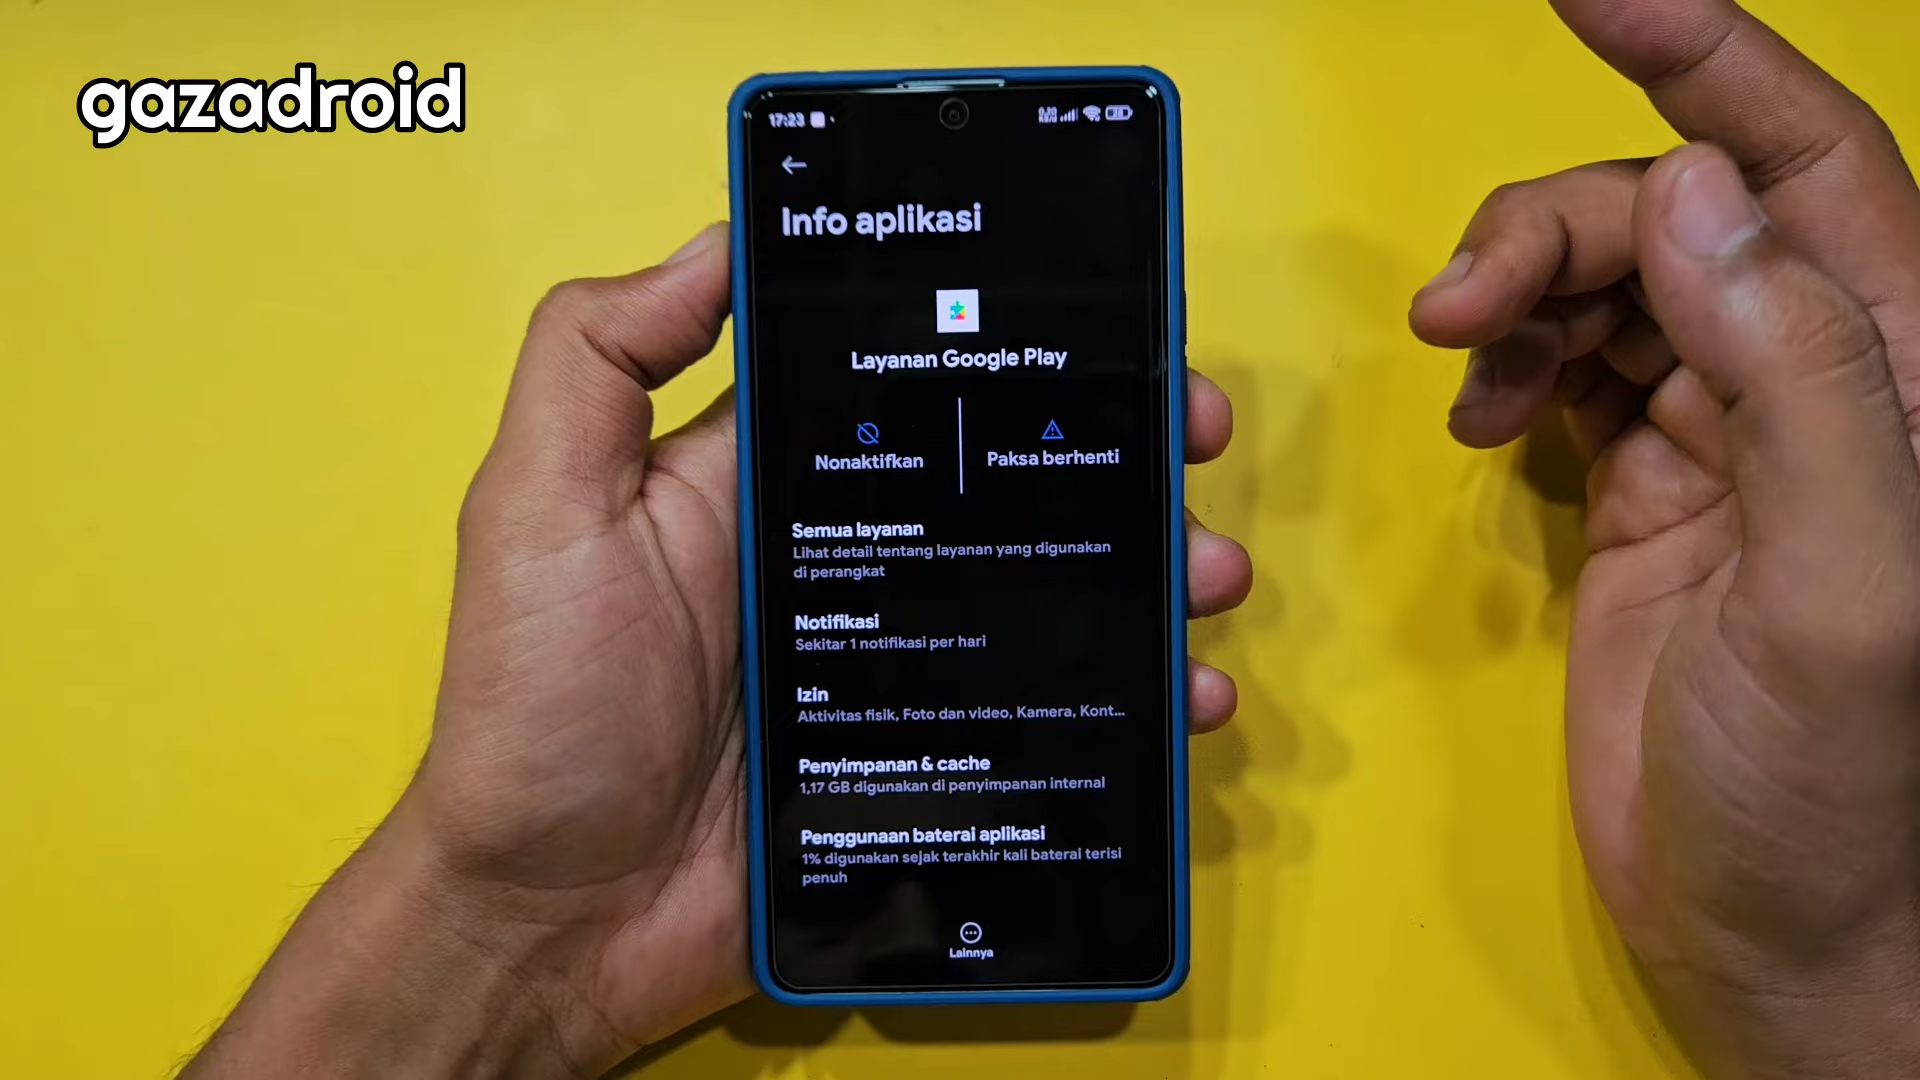 gazadroid
17:23
Info aplikasi
Layanan Google Play
Nonaktifkan
Paksa berhenti
Semua layanan
Lihat detail tentang layanan yang digunakan
di perangkat
Notifikasi
Sekitar 1 notifikasi per hari
Izin
Aktivitas fisik, Foto dan video, Kamera, Kont...
Penyimpanan & cache
1,17 GB digunakan di penyimpanan internal
Penggunaan baterai aplikasi
1% digunakan sejak terakhir kali baterai terisi
penuh
Lainnya